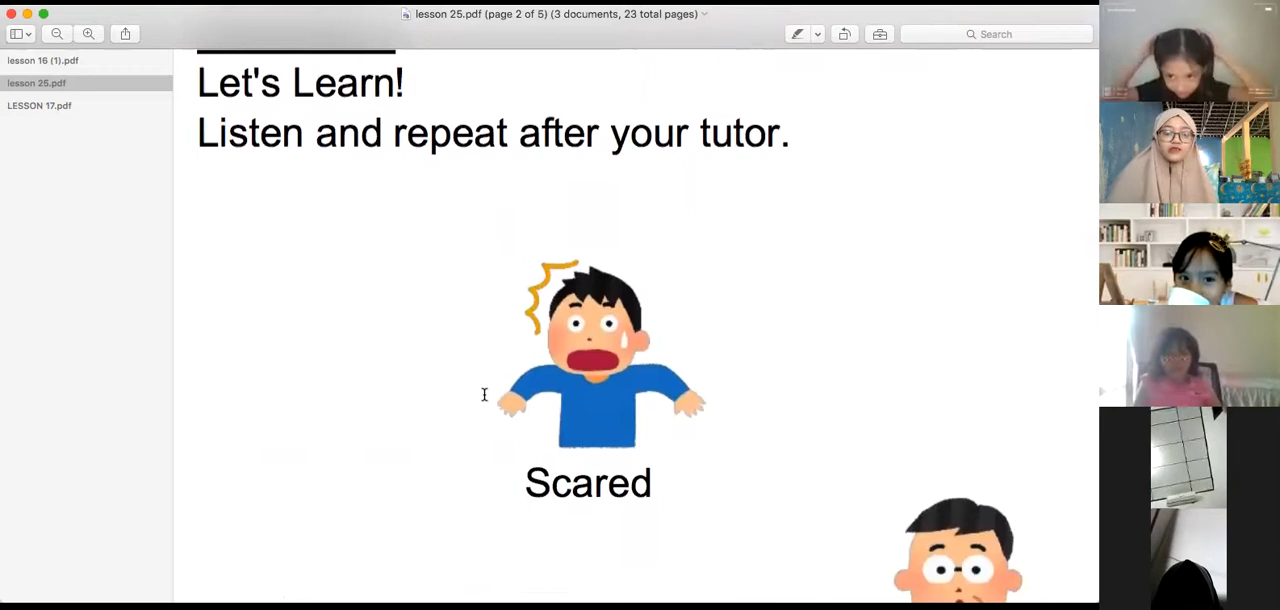 lesson 25.pdf (page 2 of 5) (3 documents, 23 total pages)
Search
lesson 16 (1).pdf
lesson 25.pdf
LESSON 17.pdf
Let's Learn!
Listen and repeat after your tutor.
Scared